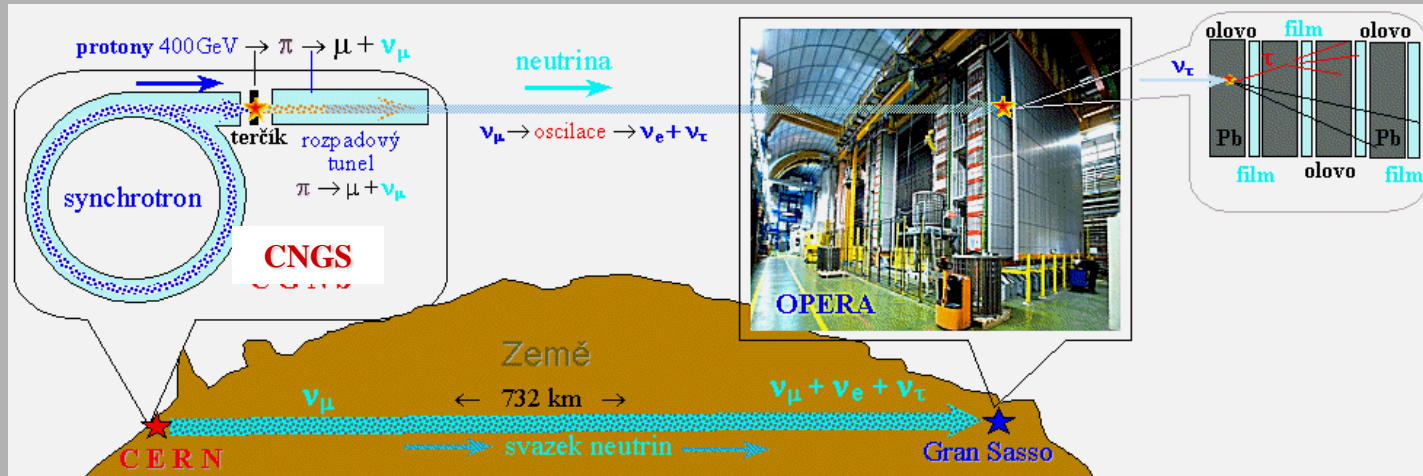 protony 400GeV → π → μ + νμ
synchrotron
terčík
rozpadový
tunel
π → μ + νμ
CNGS
neutrina
νμ → oscilace → νe + ντ
OPERA
olovo film olovo
ντ
τ
Pb Pb
film olovo film
Země
νμ ← 732 km → νμ + νe + ντ
svazek neutrin
CERN
Gran Sasso